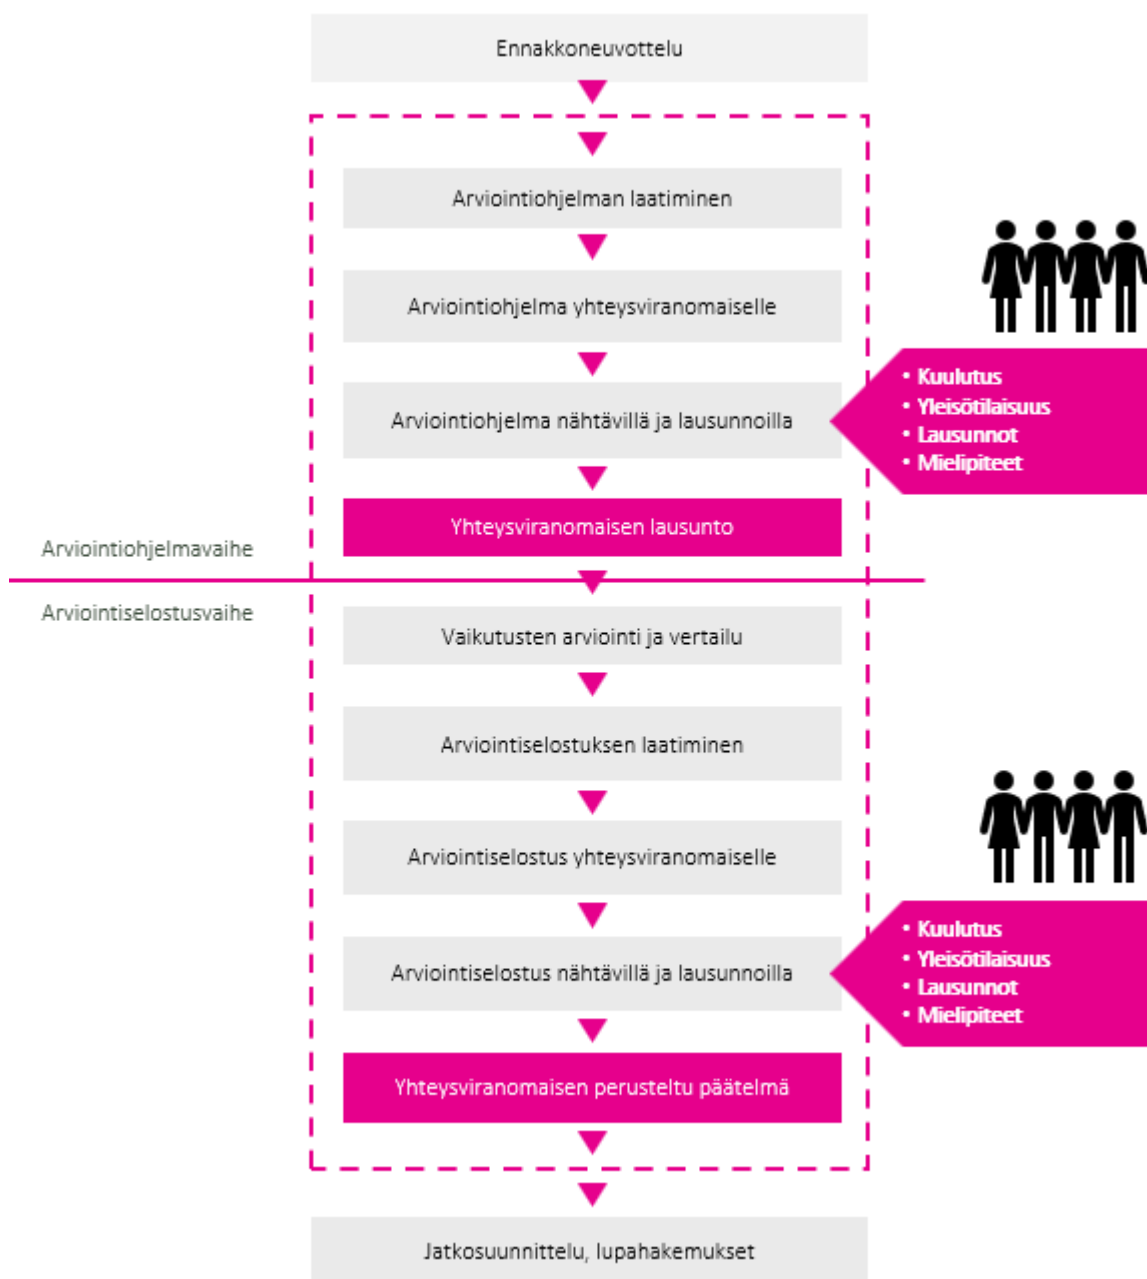 Ennakkoneuvottelu
Arviointiohjelman laatiminen
Arviointiohjelma yhteysviranomaiselle
Arviointiohjelma nähtävillä ja lausunnoilla
• Kuulutus
• Yleisötilaisuus
• Lausunnot
• Mielipiteet
Yhteysviranomaisen lausunto
Arviointiohjelmavaihe
Arviointiselostusvaihe
Vaikutusten arviointi ja vertailu
Arviointiselostuksen laatiminen
Arviointiselostus yhteysviranomaiselle
Arviointiselostus nähtävillä ja lausunnoilla
• Kuulutus
• Yleisötilaisuus
• Lausunnot
• Mielipiteet
Yhteysviranomaisen perusteltu päätelmä
Jatkosuunnittelu, lupahakemukset